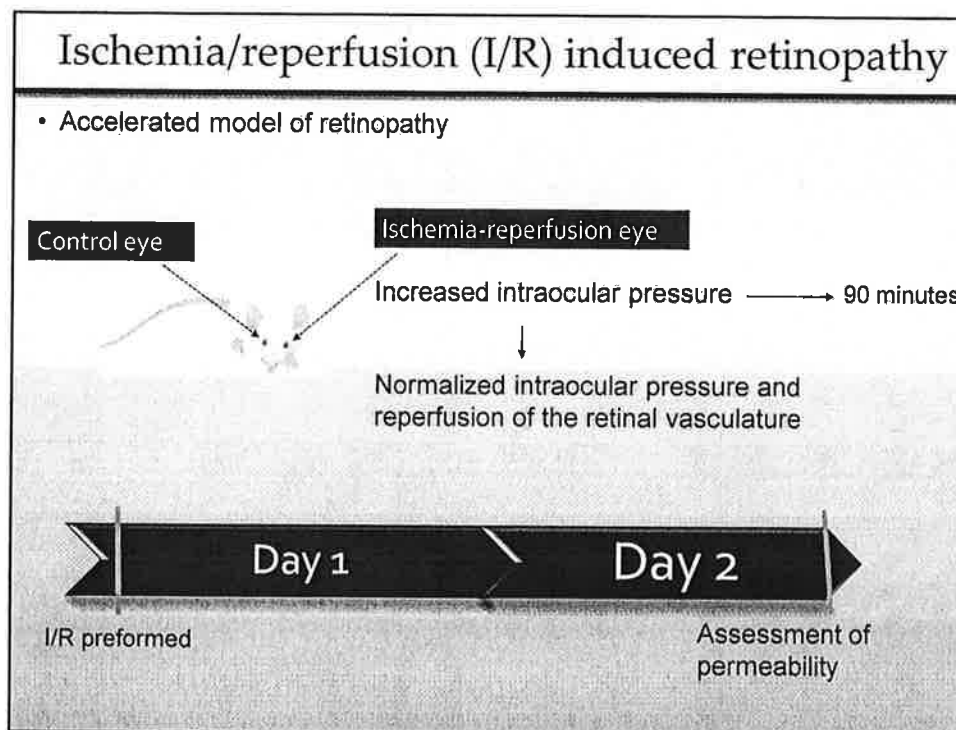 Ischemia/reperfusion (I/R) induced retinopathy
• Accelerated model of retinopathy
Control eye
Ischemia-reperfusion eye
Increased intraocular pressure
90 minutes
Normalized intraocular pressure and
reperfusion of the retinal vasculature
Day 1
Day 2
I/R preformed
Assessment of
permeability